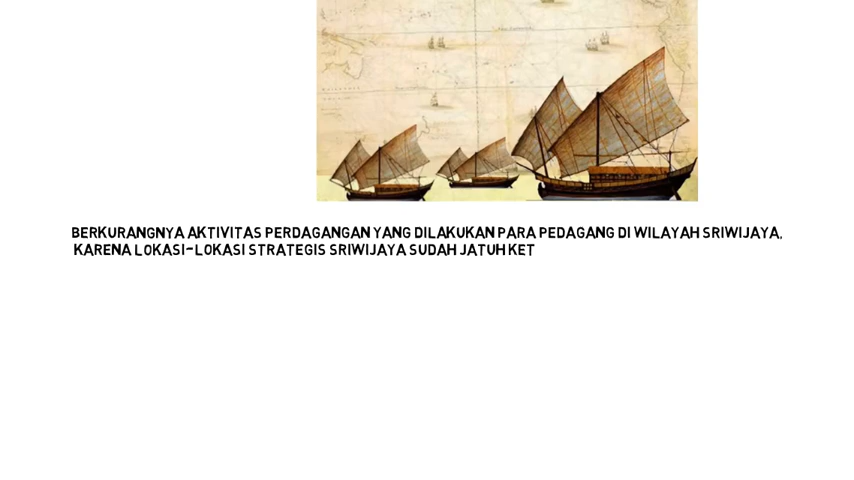 BERKURANGNYA AKTIVITAS PERDAGANGAN YANG DILAKUKAN PARA PEDAGANG DI WILAYAH SRIWIJAYA,
KARENA LOKASI-LOKASI STRATEGIS SRIWIJAYA SUDAH JATUH KET